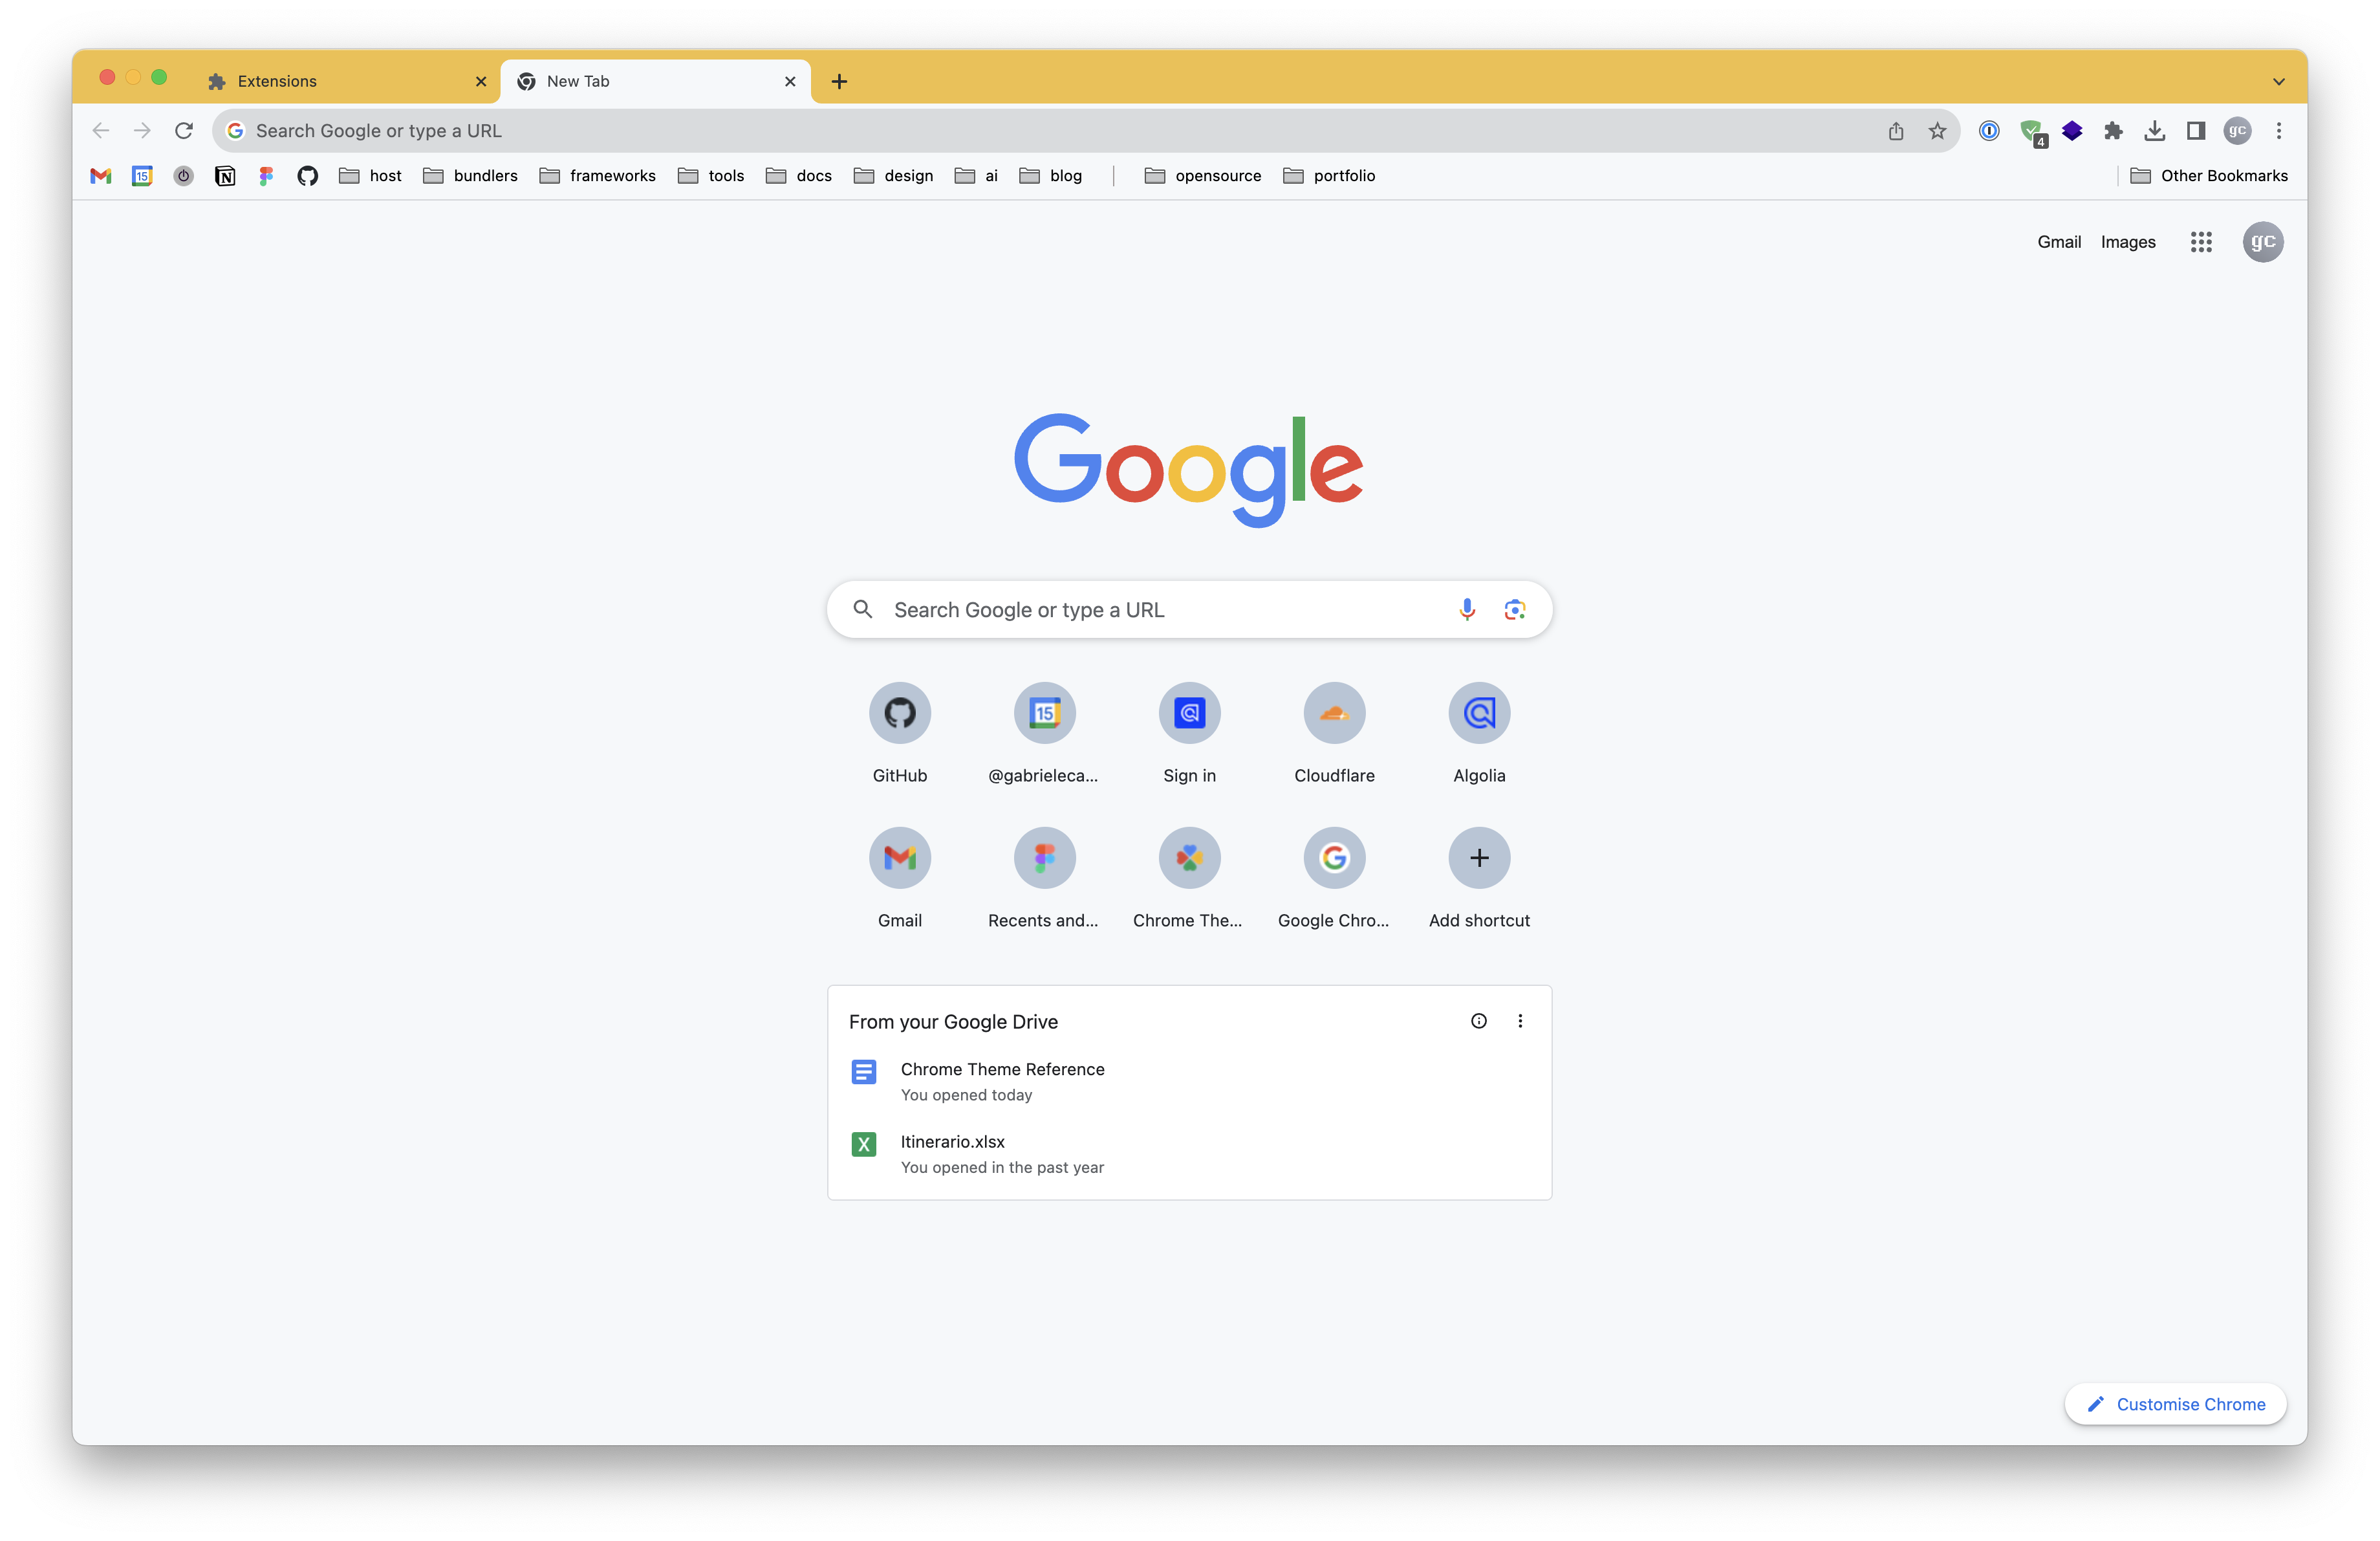 Extensions
New Tab
Search Google or type a URL
4
gc
15
N
host
bundlers
frameworks
tools
docs
design
ai
blog
|
opensource
portfolio
Other Bookmarks
Gmail
Images
gc
Google
Search Google or type a URL
15
GitHub
@gabrieleca...
Sign in
Cloudflare
Algolia
Gmail
Recents and...
Chrome The...
Google Chro...
Add shortcut
From your Google Drive
Chrome Theme Reference
You opened today
X
Itinerario.xlsx
You opened in the past year
Customise Chrome